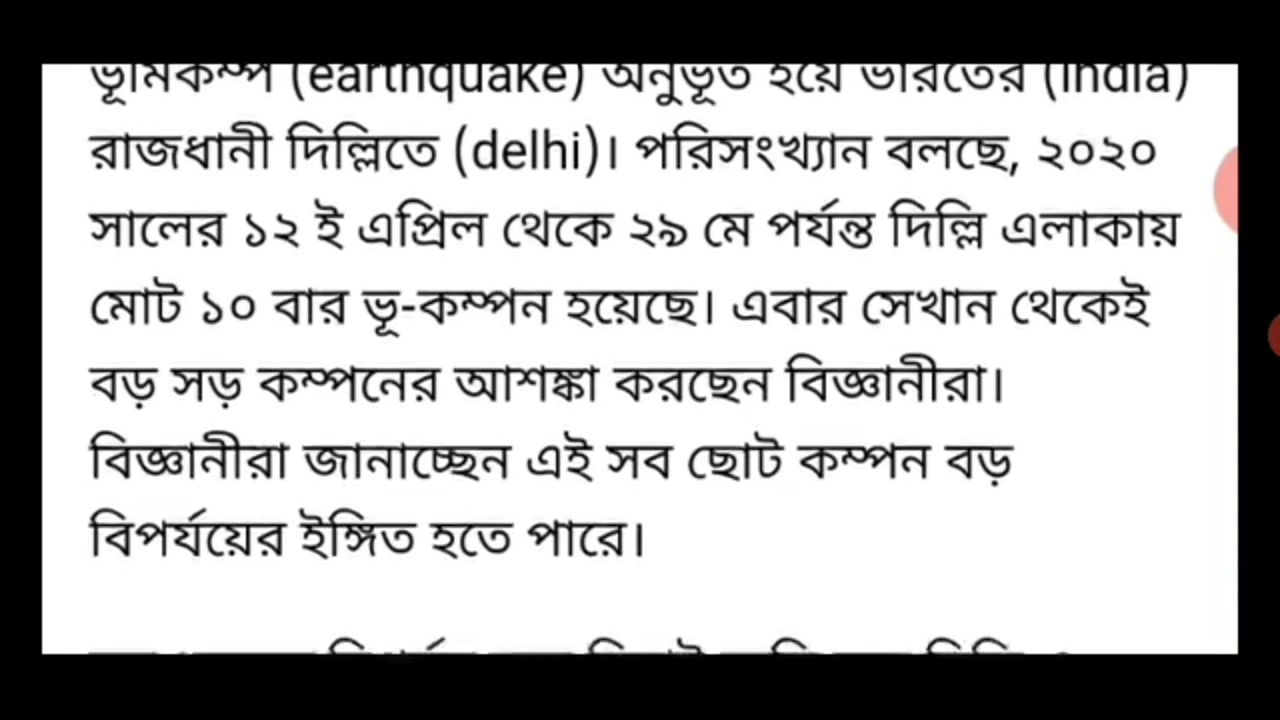 ভূমিকম্প (earthquake) অনুভূত হয়ে ভারতের (india)
রাজধানী দিল্লিতে (delhi)। পরিসংখ্যান বলছে, ২০২০
সালের ১২ ই এপ্রিল থেকে ২৯ মে পর্যন্ত দিল্লি এলাকায়
মোট ১০ বার ভূ-কম্পন হয়েছে। এবার সেখান থেকেই
বড় সড় কম্পনের আশঙ্কা করছেন বিজ্ঞানীরা।
বিজ্ঞানীরা জানাচ্ছেন এই সব ছোট কম্পন বড়
বিপর্যয়ের ইঙ্গিত হতে পারে।